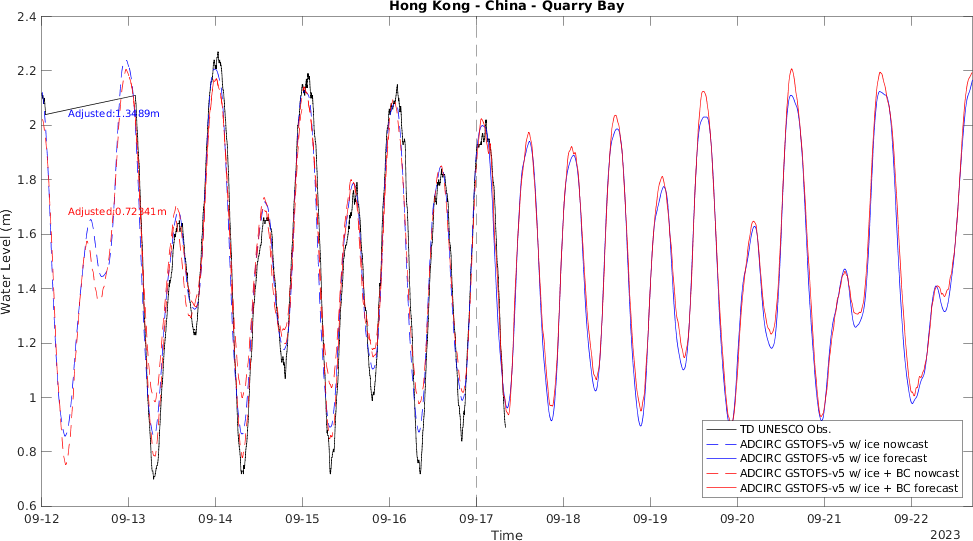 Hong Kong - China - Quarry Bay
2.4
2.2
2
1.8
1.6
1.4
1.2
1
0.8
0.6
Water Level (m)
Adjusted:1.3489m
Adjusted:0.72341m
TD UNESCO Obs.
ADCIRC GSTOFS-v5 w/ ice nowcast
ADCIRC GSTOFS-v5 w/ ice forecast
ADCIRC GSTOFS-v5 w/ ice + BC nowcast
ADCIRC GSTOFS-v5 w/ ice + BC forecast
09-12 09-13 09-14 09-15 09-16 09-17 09-18 09-19 09-20 09-21 09-22
Time
2023